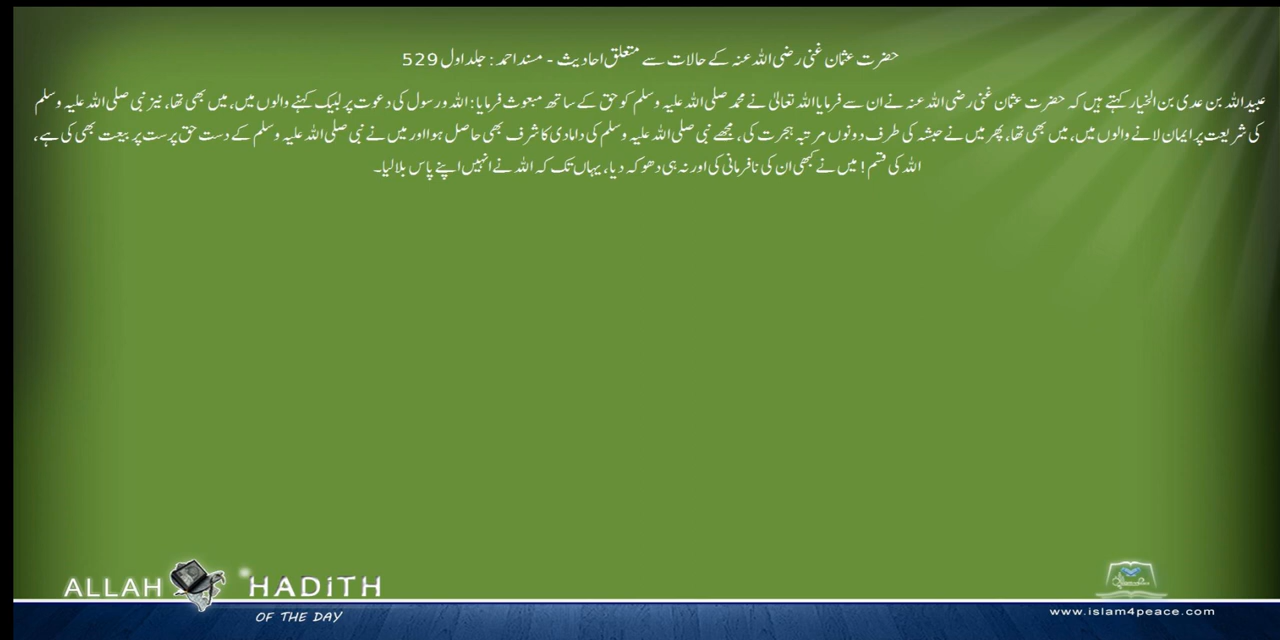 حضرت عثمان غنی رضی اللہ عنہ کے حالات سے متعلق احادیث - مسند احمد: جلد اول 529
عبیداللہ بن عدی بن الخیار کہتے ہیں کہ حضرت عثمان غنی رضی اللہ عنہ نے ان سے فرمایا اللہ تعالیٰ نے محمد صلی اللہ علیہ وسلم کو حق کے ساتھ مبعوث فرمایا: اللہ ورسول کی دعوت پر لبیک کہنے والوں میں، میں بھی تھا، نیز نبی صلی اللہ علیہ وسلم
کی شریعت پر ایمان لانے والوں میں، میں بھی تھا، پھر میں نے حبشہ کی طرف دونوں مرتبہ ہجرت کی، مجھے نبی صلی اللہ علیہ وسلم کی دامادی کا شرف بھی حاصل ہوا اور میں نے نبی صلی اللہ علیہ وسلم کے دست حق پرست پر بیعت بھی کی ہے،
اللہ کی قسم! میں نے کبھی ان کی نافرمانی کی اور نہ ہی دھوکہ دیا، یہاں تک کہ اللہ نے انہیں اپنے پاس بلا لیا۔
ALLAH HADITH
OF THE DAY
www.islam4peace.com